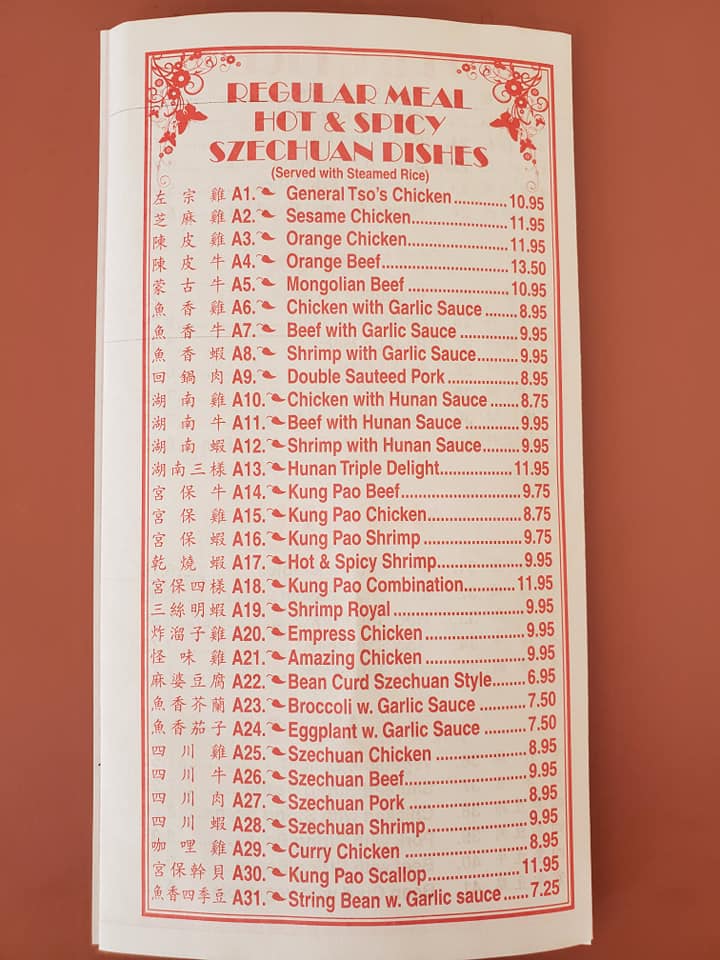 REGULAR MEAL
HOT & SPICY
SZECHUAN DISHES
(Served with Steamed Rice)
左宗雞 A1. General Tso's Chicken.............10.95
芝麻雞 A2. Sesame Chicken........................11.95
陳皮雞 A3. Orange Chicken.........................11.95
陳皮牛 A4. Orange Beef...............................13.50
蒙古牛 A5. Mongolian Beef.........................10.95
魚香雞 A6. Chicken with Garlic Sauce........8.95
魚香牛 A7. Beef with Garlic Sauce..............9.95
魚香蝦 A8. Shrimp with Garlic Sauce..........9.95
回鍋肉 A9. Double Sauteed Pork.................8.95
湖南雞 A10. Chicken with Hunan Sauce.......8.75
湖南牛 A11. Beef with Hunan Sauce.............9.95
湖南蝦 A12. Shrimp with Hunan Sauce.........9.95
湖南三樣 A13. Hunan Triple Delight.................11.95
宮保牛 A14. Kung Pao Beef.............................9.75
宮保雞 A15. Kung Pao Chicken.......................8.75
宮保蝦 A16. Kung Pao Shrimp........................9.75
乾燒蝦 A17. Hot & Spicy Shrimp.....................9.95
宮保四樣 A18. Kung Pao Combination............11.95
三絲明蝦 A19. Shrimp Royal...............................9.95
炸溜子雞 A20. Empress Chicken........................9.95
怪味雞 A21. Amazing Chicken........................9.95
麻婆豆腐 A22. Bean Curd Szechuan Style........6.95
魚香芥蘭 A23. Broccoli w. Garlic Sauce...........7.50
魚香茄子 A24. Eggplant w. Garlic Sauce..........7.50
四川雞 A25. Szechuan Chicken......................8.95
四川牛 A26. Szechuan Beef............................9.95
四川肉 A27. Szechuan Pork............................8.95
四川蝦 A28. Szechuan Shrimp.......................9.95
咖哩雞 A29. Curry Chicken............................8.95
宮保幹貝 A30. Kung Pao Scallop.....................11.95
魚香四季豆 A31. String Bean w. Garlic sauce......7.25